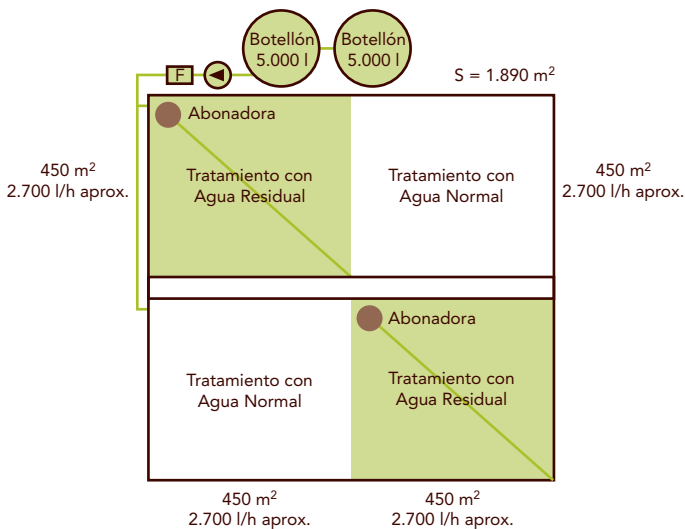 Botellón
5.000 l
Botellón
5.000 l
F
S = 1.890 m²
Abonadora
450 m²
2.700 l/h aprox.
Tratamiento con
Agua Residual
Tratamiento con
Agua Normal
450 m²
2.700 l/h aprox.
Abonadora
Tratamiento con
Agua Normal
Tratamiento con
Agua Residual
450 m²
2.700 l/h aprox.
450 m²
2.700 l/h aprox.